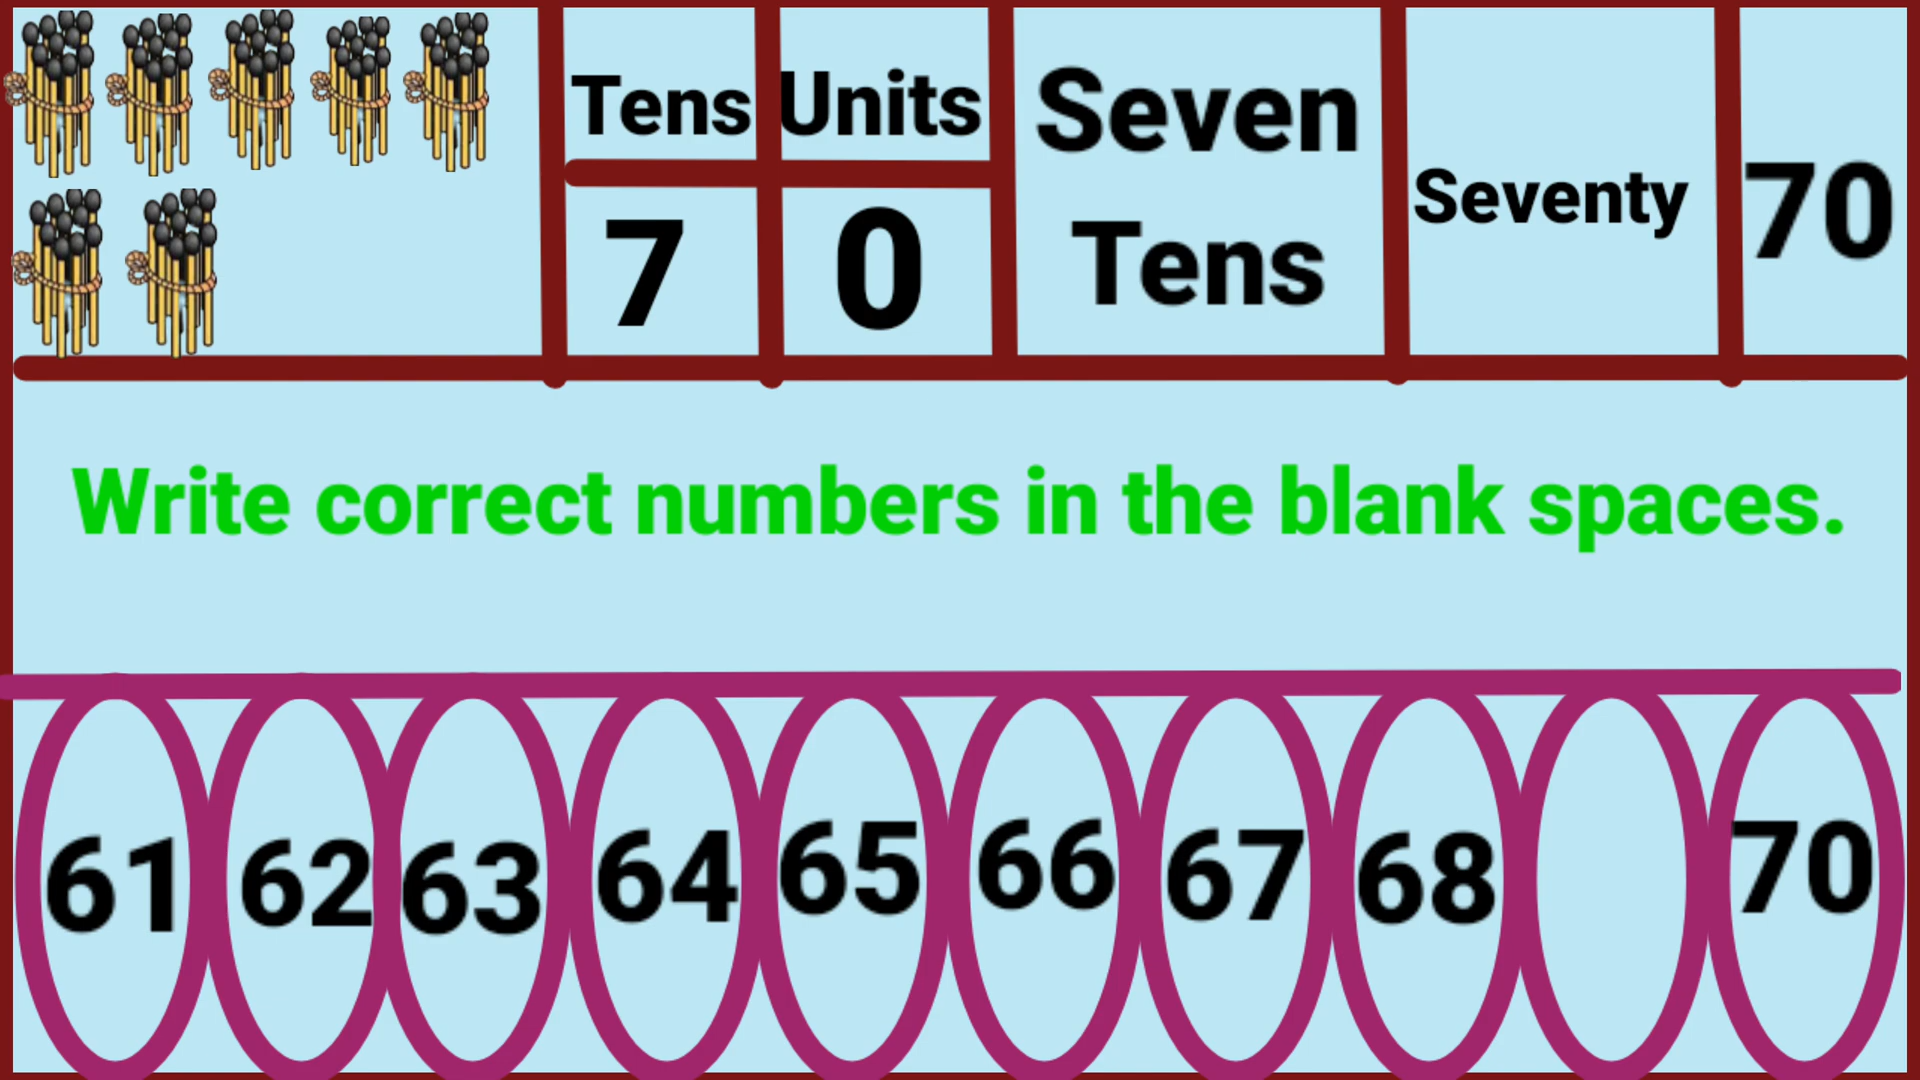 Tens Units
7 0
Seven
Tens
Seventy
70
Write correct numbers in the blank spaces.
61 62 63 64 65 66 67 68 70